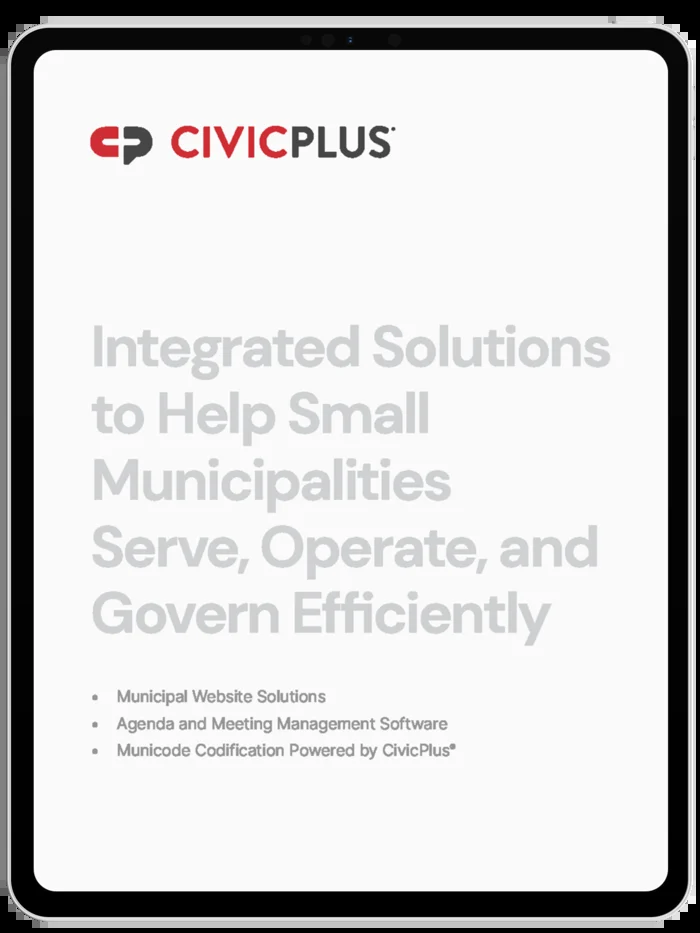 CIVICPLUS
Integrated Solutions
to Help Small
Municipalities
Serve, Operate, and
Govern Efficiently
• Municipal Website Solutions
• Agenda and Meeting Management Software
• Municode Codification Powered by CivicPlus®